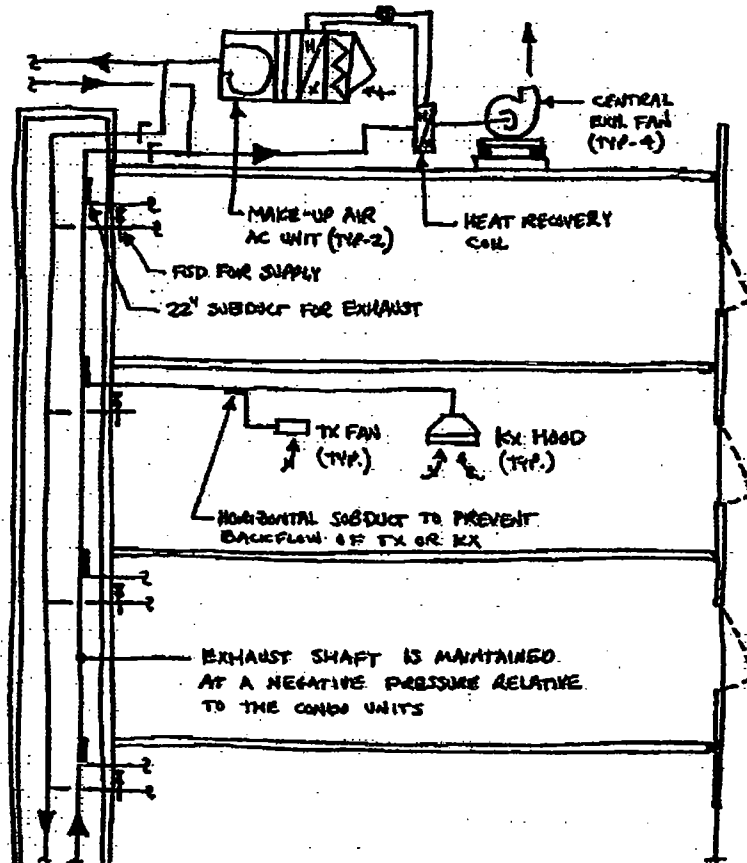 CENTRAL
EXH. FAN
(TYP-4)
MAKE-UP AIR
AC UNIT (TYP-2)
HEAT RECOVERY
COIL
FSD FOR SUPPLY
22" SUBDUCT FOR EXHAUST
TX FAN
(TYP.)
KX HOOD
(TYP.)
HORIZONTAL SUBDUCT TO PREVENT
BACKFLOW OF TX OR KX
EXHAUST SHAFT IS MAINTAINED
AT A NEGATIVE PRESSURE RELATIVE
TO THE CONDO UNITS